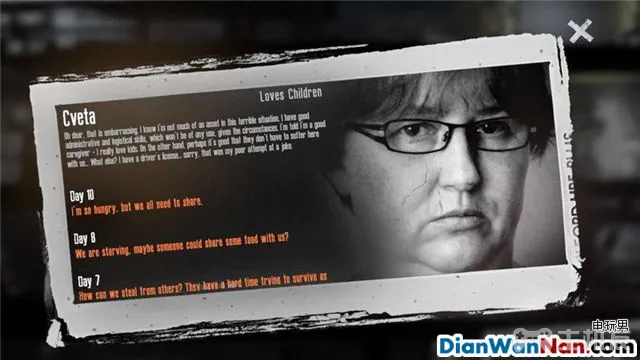 Loves Children
Cveta
Oh dear, that is embarrassing. I know I'm not much of an asset in this terrible situation. I have good
administrative and logistical skills, which won't be of any use, given the circumstances. I'm told I'm a good
caregiver - I really love kids. On the other hand, perhaps it's good that they don't have to suffer here
with us... What else? I have a driver's license... sorry, that was my poor attempt at a joke.
Day 10
I'm so hungry, but we all need to share.
Day 8
We are starving, maybe someone could share some food with us?
Day 7
How can we steal from others? They have a hard time trying to survive as
电玩男
DianWanNan.com